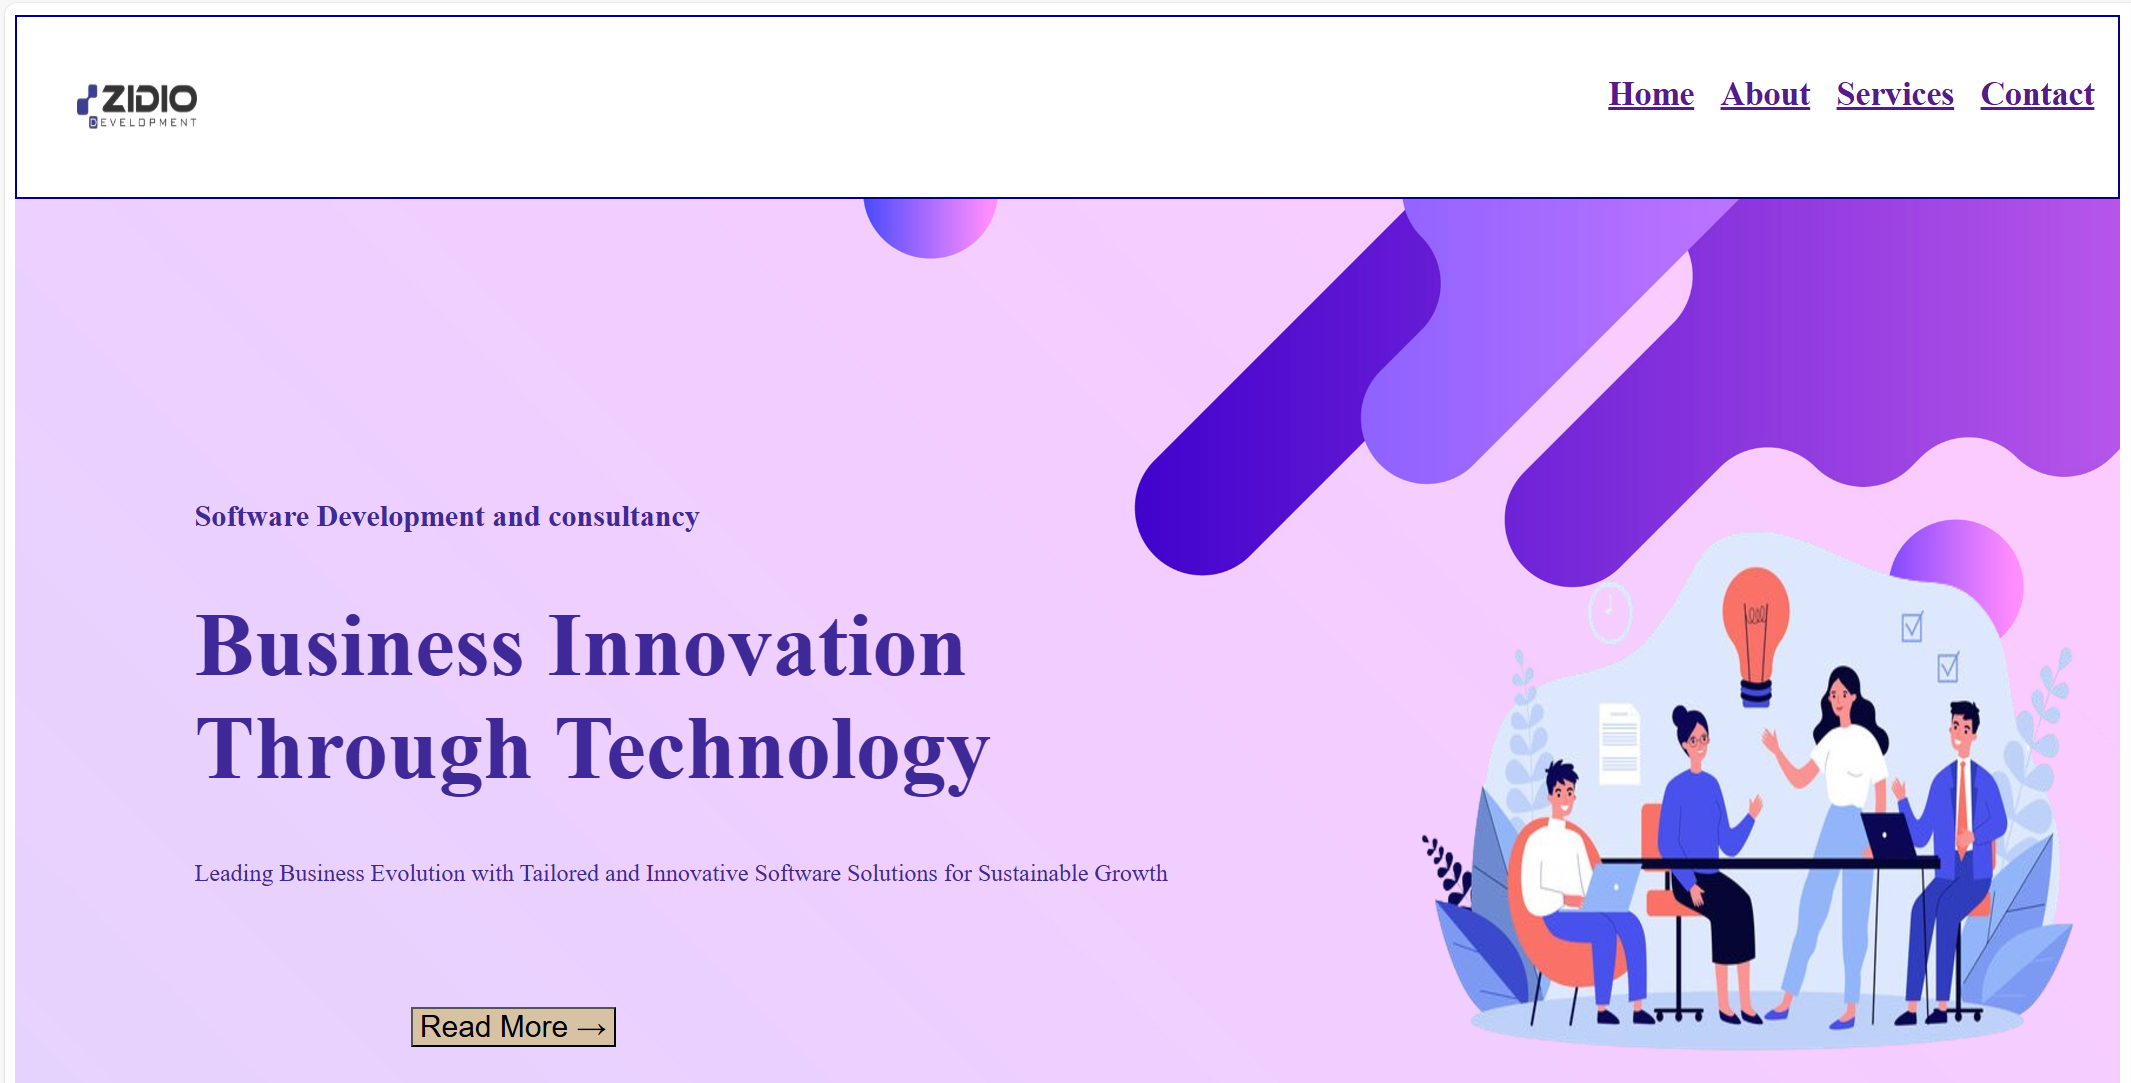 ZIDIO
DEVELOPMENT
Home About Services Contact
Software Development and consultancy
Business Innovation
Through Technology
Leading Business Evolution with Tailored and Innovative Software Solutions for Sustainable Growth
Read More →